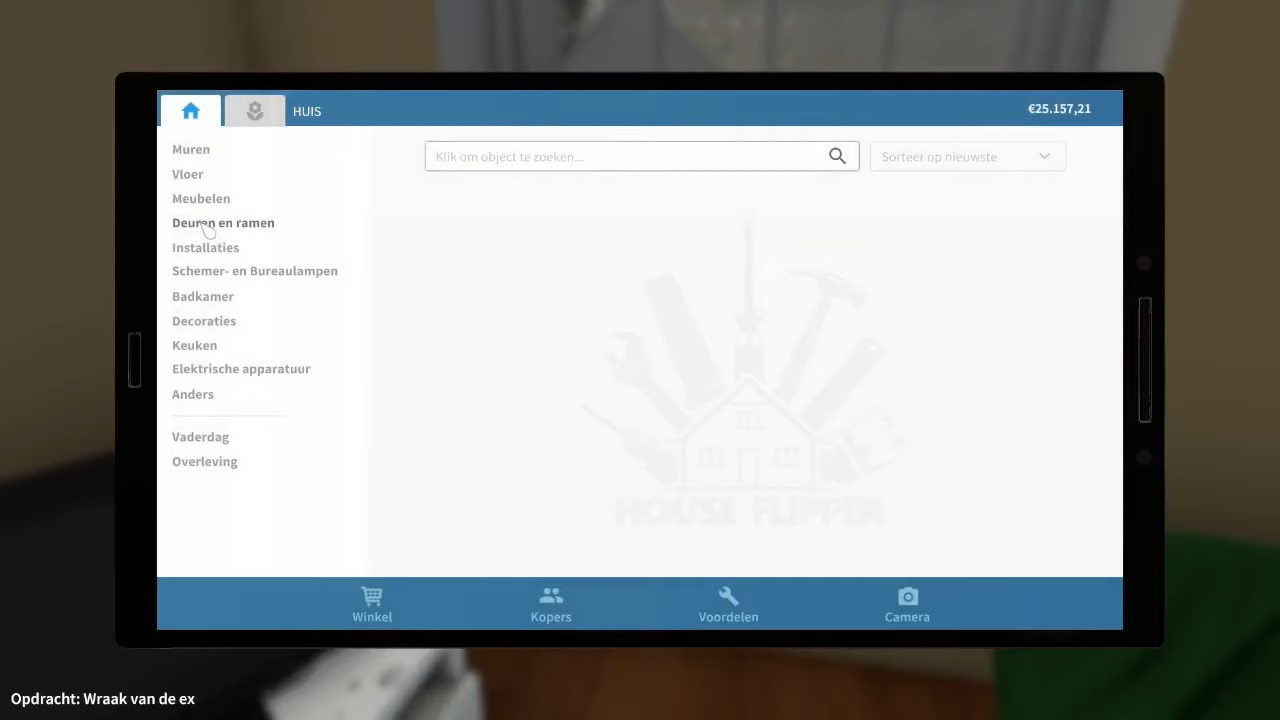 HUIS
€25.157,21
Klik om object te zoeken...
Sorteer op nieuwste
Muren
Vloer
Meubelen
Deuren en ramen
Installaties
Schemer- en Bureaulampen
Badkamer
Decoraties
Keuken
Elektrische apparatuur
Anders
Vaderdag
Overleving
HOUSE FLIPPER
Winkel
Kopers
Voordelen
Camera
Opdracht: Wraak van de ex